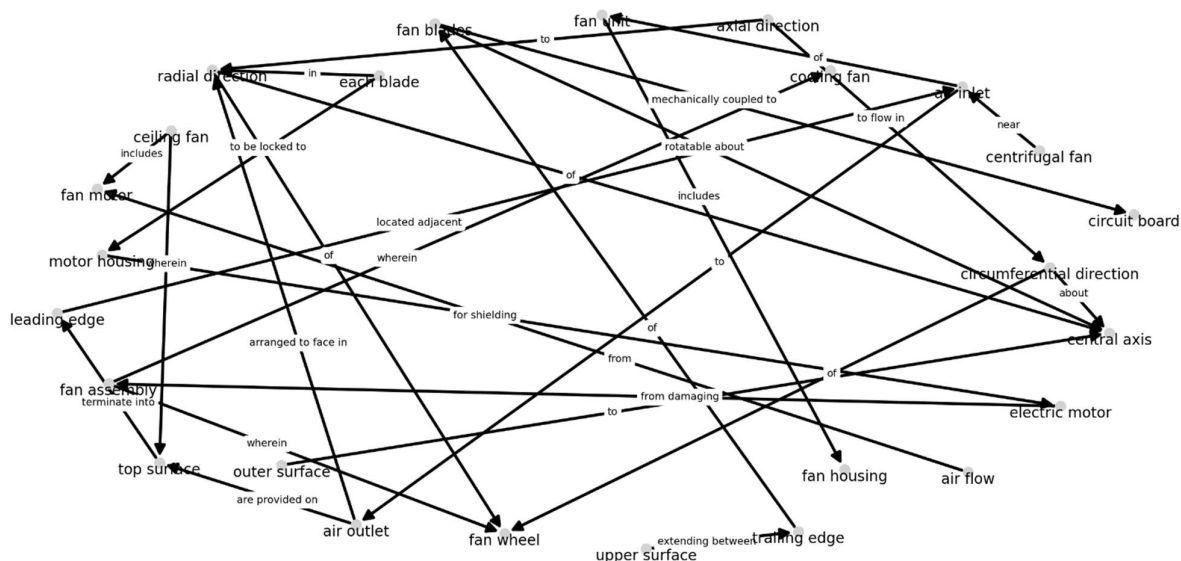 fan unit
axial direction
fan blades
to
of
radial direction
in
each blade
cooling fan
air inlet
mechanically coupled to
to flow in
near
ceiling fan
includes
to be locked to
rotatable about
centrifugal fan
of
fan motor
includes
circuit board
located adjacent
motor housing
wherein
of
wherein
to
circumferential direction
about
leading edge
for shielding
of
central axis
arranged to face in
from
of
fan assembly
terminate into
from damaging
to
electric motor
wherein
top surface
outer surface
fan housing
air flow
are provided on
air outlet
fan wheel
extending between
trailing edge
upper surface